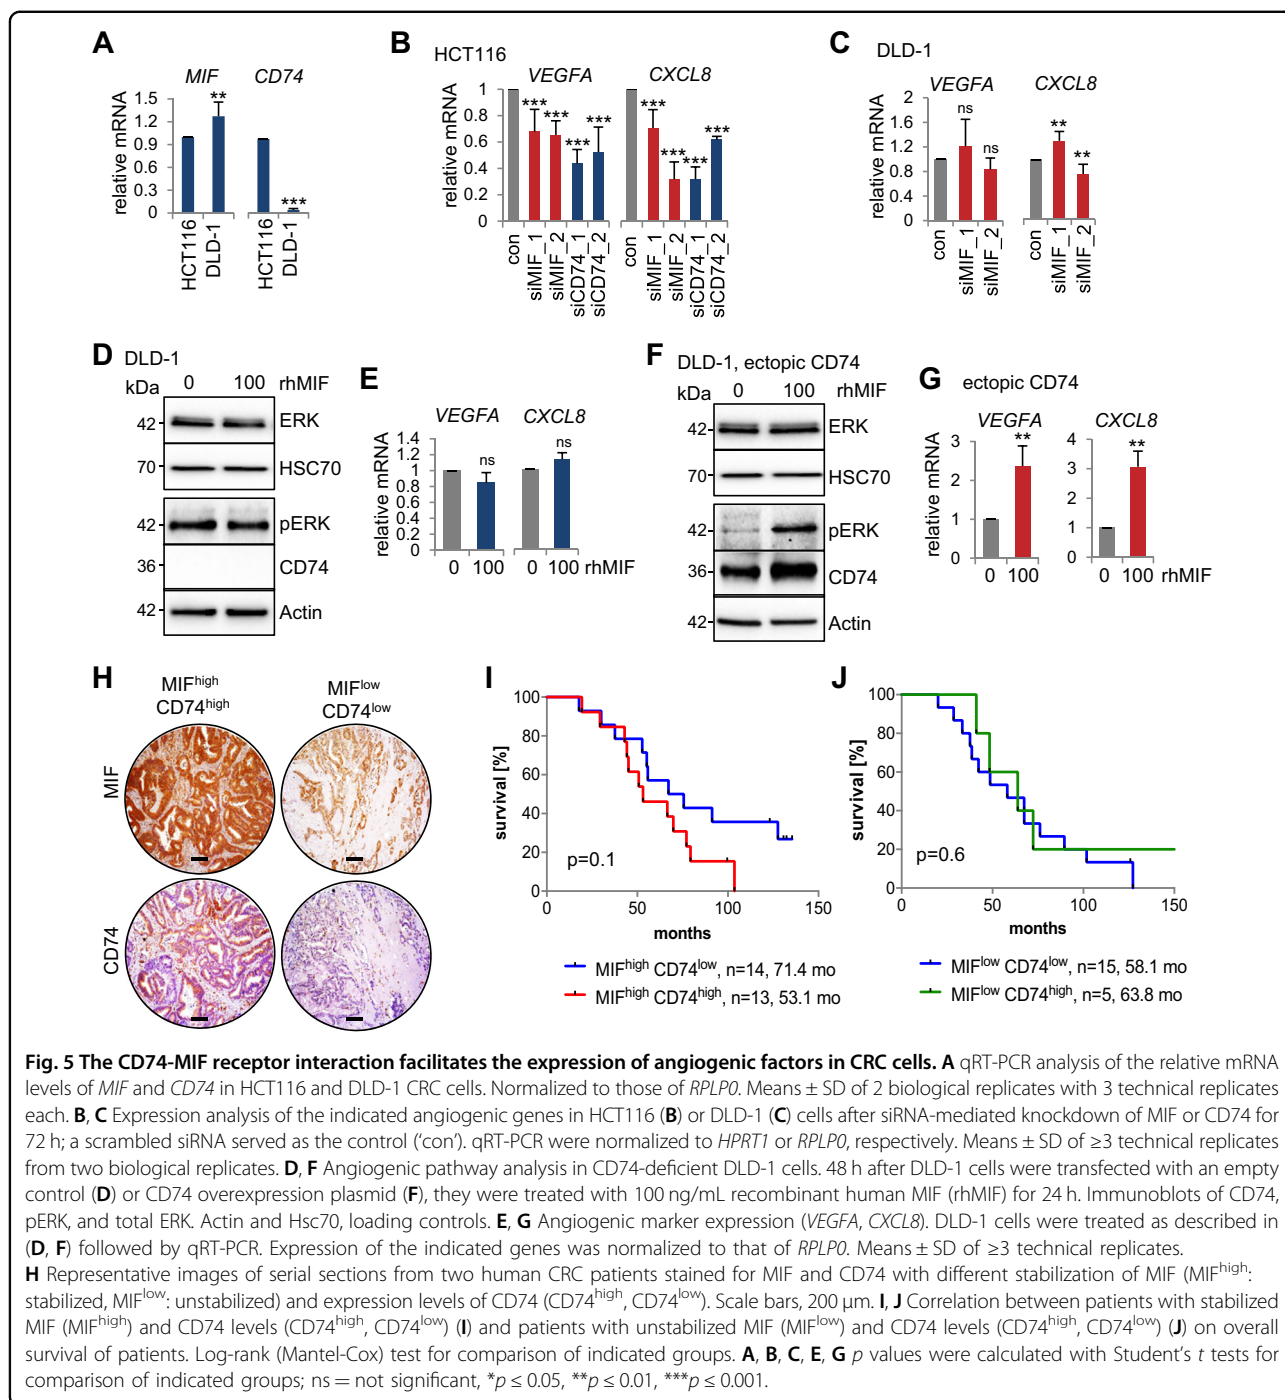 A
MIF CD74
relative mRNA
1.5
1.2
0.9
0.6
0.3
0
**
***
HCT116
DLD-1
HCT116
DLD-1
B
HCT116
VEGFA CXCL8
relative mRNA
1
0.8
0.6
0.4
0.2
0
*** *** *** ***
*** *** *** ***
con
siMIF_1
siMIF_2
siCD74_1
siCD74_2
con
siMIF_1
siMIF_2
siCD74_1
siCD74_2
C
DLD-1
VEGFA CXCL8
relative mRNA
2
1.6
1.2
0.8
0.4
0
ns ns
** **
con
siMIF_1
siMIF_2
con
siMIF_1
siMIF_2
D DLD-1
kDa 0 100 rhMIF
42 ERK
70 HSC70
42 pERK
36 CD74
42 Actin
E
VEGFA CXCL8
relative mRNA
1.4
1.2
1
0.8
0.6
0.4
0.2
0
ns ns
0 100 0 100 rhMIF
F DLD-1, ectopic CD74
kDa 0 100 rhMIF
42 ERK
70 HSC70
42 pERK
36 CD74
42 Actin
G ectopic CD74
VEGFA CXCL8
relative mRNA
3
2
1
0
**
4
3
2
1
0
**
0 100 0 100 rhMIF
H
MIFhigh CD74high
MIFlow CD74low
MIF
CD74
I
survival [%]
100
80
60
40
20
0
p=0.1
0 50 100 150
months
MIFhigh CD74low, n=14, 71.4 mo
MIFhigh CD74high, n=13, 53.1 mo
J
survival [%]
100
80
60
40
20
0
p=0.6
0 50 100 150
months
MIFlow CD74low, n=15, 58.1 mo
MIFlow CD74high, n=5, 63.8 mo
Fig. 5 The CD74-MIF receptor interaction facilitates the expression of angiogenic factors in CRC cells. A qRT-PCR analysis of the relative mRNA
levels of MIF and CD74 in HCT116 and DLD-1 CRC cells. Normalized to those of RPLP0. Means ± SD of 2 biological replicates with 3 technical replicates
each. B, C Expression analysis of the indicated angiogenic genes in HCT116 (B) or DLD-1 (C) cells after siRNA-mediated knockdown of MIF or CD74 for
72 h; a scrambled siRNA served as the control (‘con’). qRT-PCR were normalized to HPRT1 or RPLP0, respectively. Means ± SD of ≥3 technical replicates
from two biological replicates. D, F Angiogenic pathway analysis in CD74-deficient DLD-1 cells. 48 h after DLD-1 cells were transfected with an empty
control (D) or CD74 overexpression plasmid (F), they were treated with 100 ng/mL recombinant human MIF (rhMIF) for 24 h. Immunoblots of CD74,
pERK, and total ERK. Actin and Hsc70, loading controls. E, G Angiogenic marker expression (VEGFA, CXCL8). DLD-1 cells were treated as described in
(D, F) followed by qRT-PCR. Expression of the indicated genes was normalized to that of RPLP0. Means ± SD of ≥3 technical replicates.
H Representative images of serial sections from two human CRC patients stained for MIF and CD74 with different stabilization of MIF (MIFhigh:
stabilized, MIFlow: unstabilized) and expression levels of CD74 (CD74high, CD74low). Scale bars, 200 µm. I, J Correlation between patients with stabilized
MIF (MIFhigh) and CD74 levels (CD74high, CD74low) (I) and patients with unstabilized MIF (MIFlow) and CD74 levels (CD74high, CD74low) (J) on overall
survival of patients. Log-rank (Mantel-Cox) test for comparison of indicated groups. A, B, C, E, G p values were calculated with Student’s t tests for
comparison of indicated groups; ns = not significant, *p ≤ 0.05, **p ≤ 0.01, ***p ≤ 0.001.